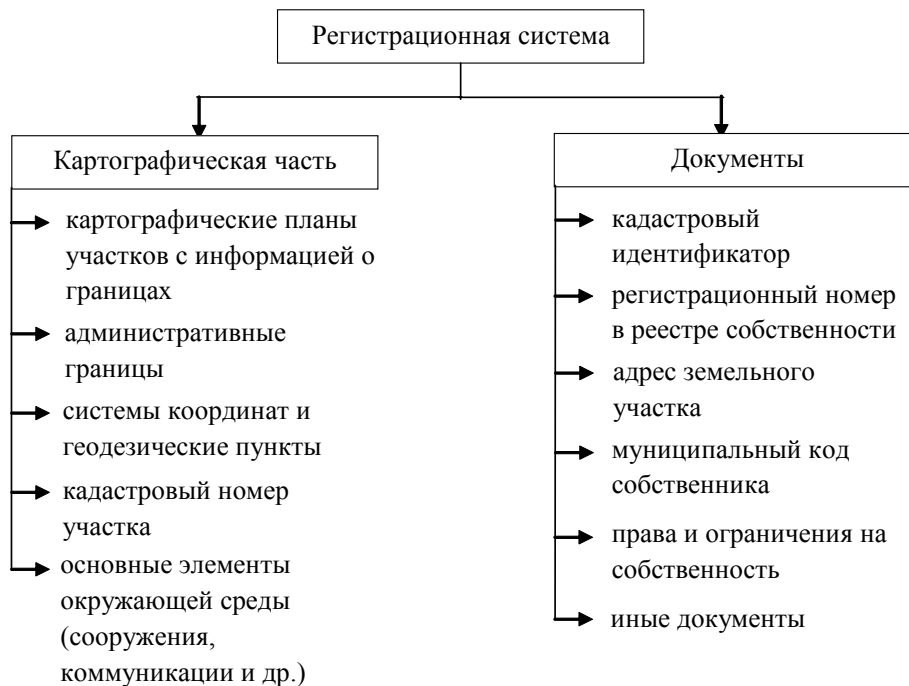 Регистрационная система
Картографическая часть
картографические планы
участков с информацией о
границах
административные
границы
системы координат и
геодезические пункты
кадастровый номер
участка
основные элементы
окружающей среды
(сооружения,
коммуникации и др.)
Документы
кадастровый
идентификатор
регистрационный номер
в реестре собственности
адрес земельного
участка
муниципальный код
собственника
права и ограничения на
собственность
иные документы